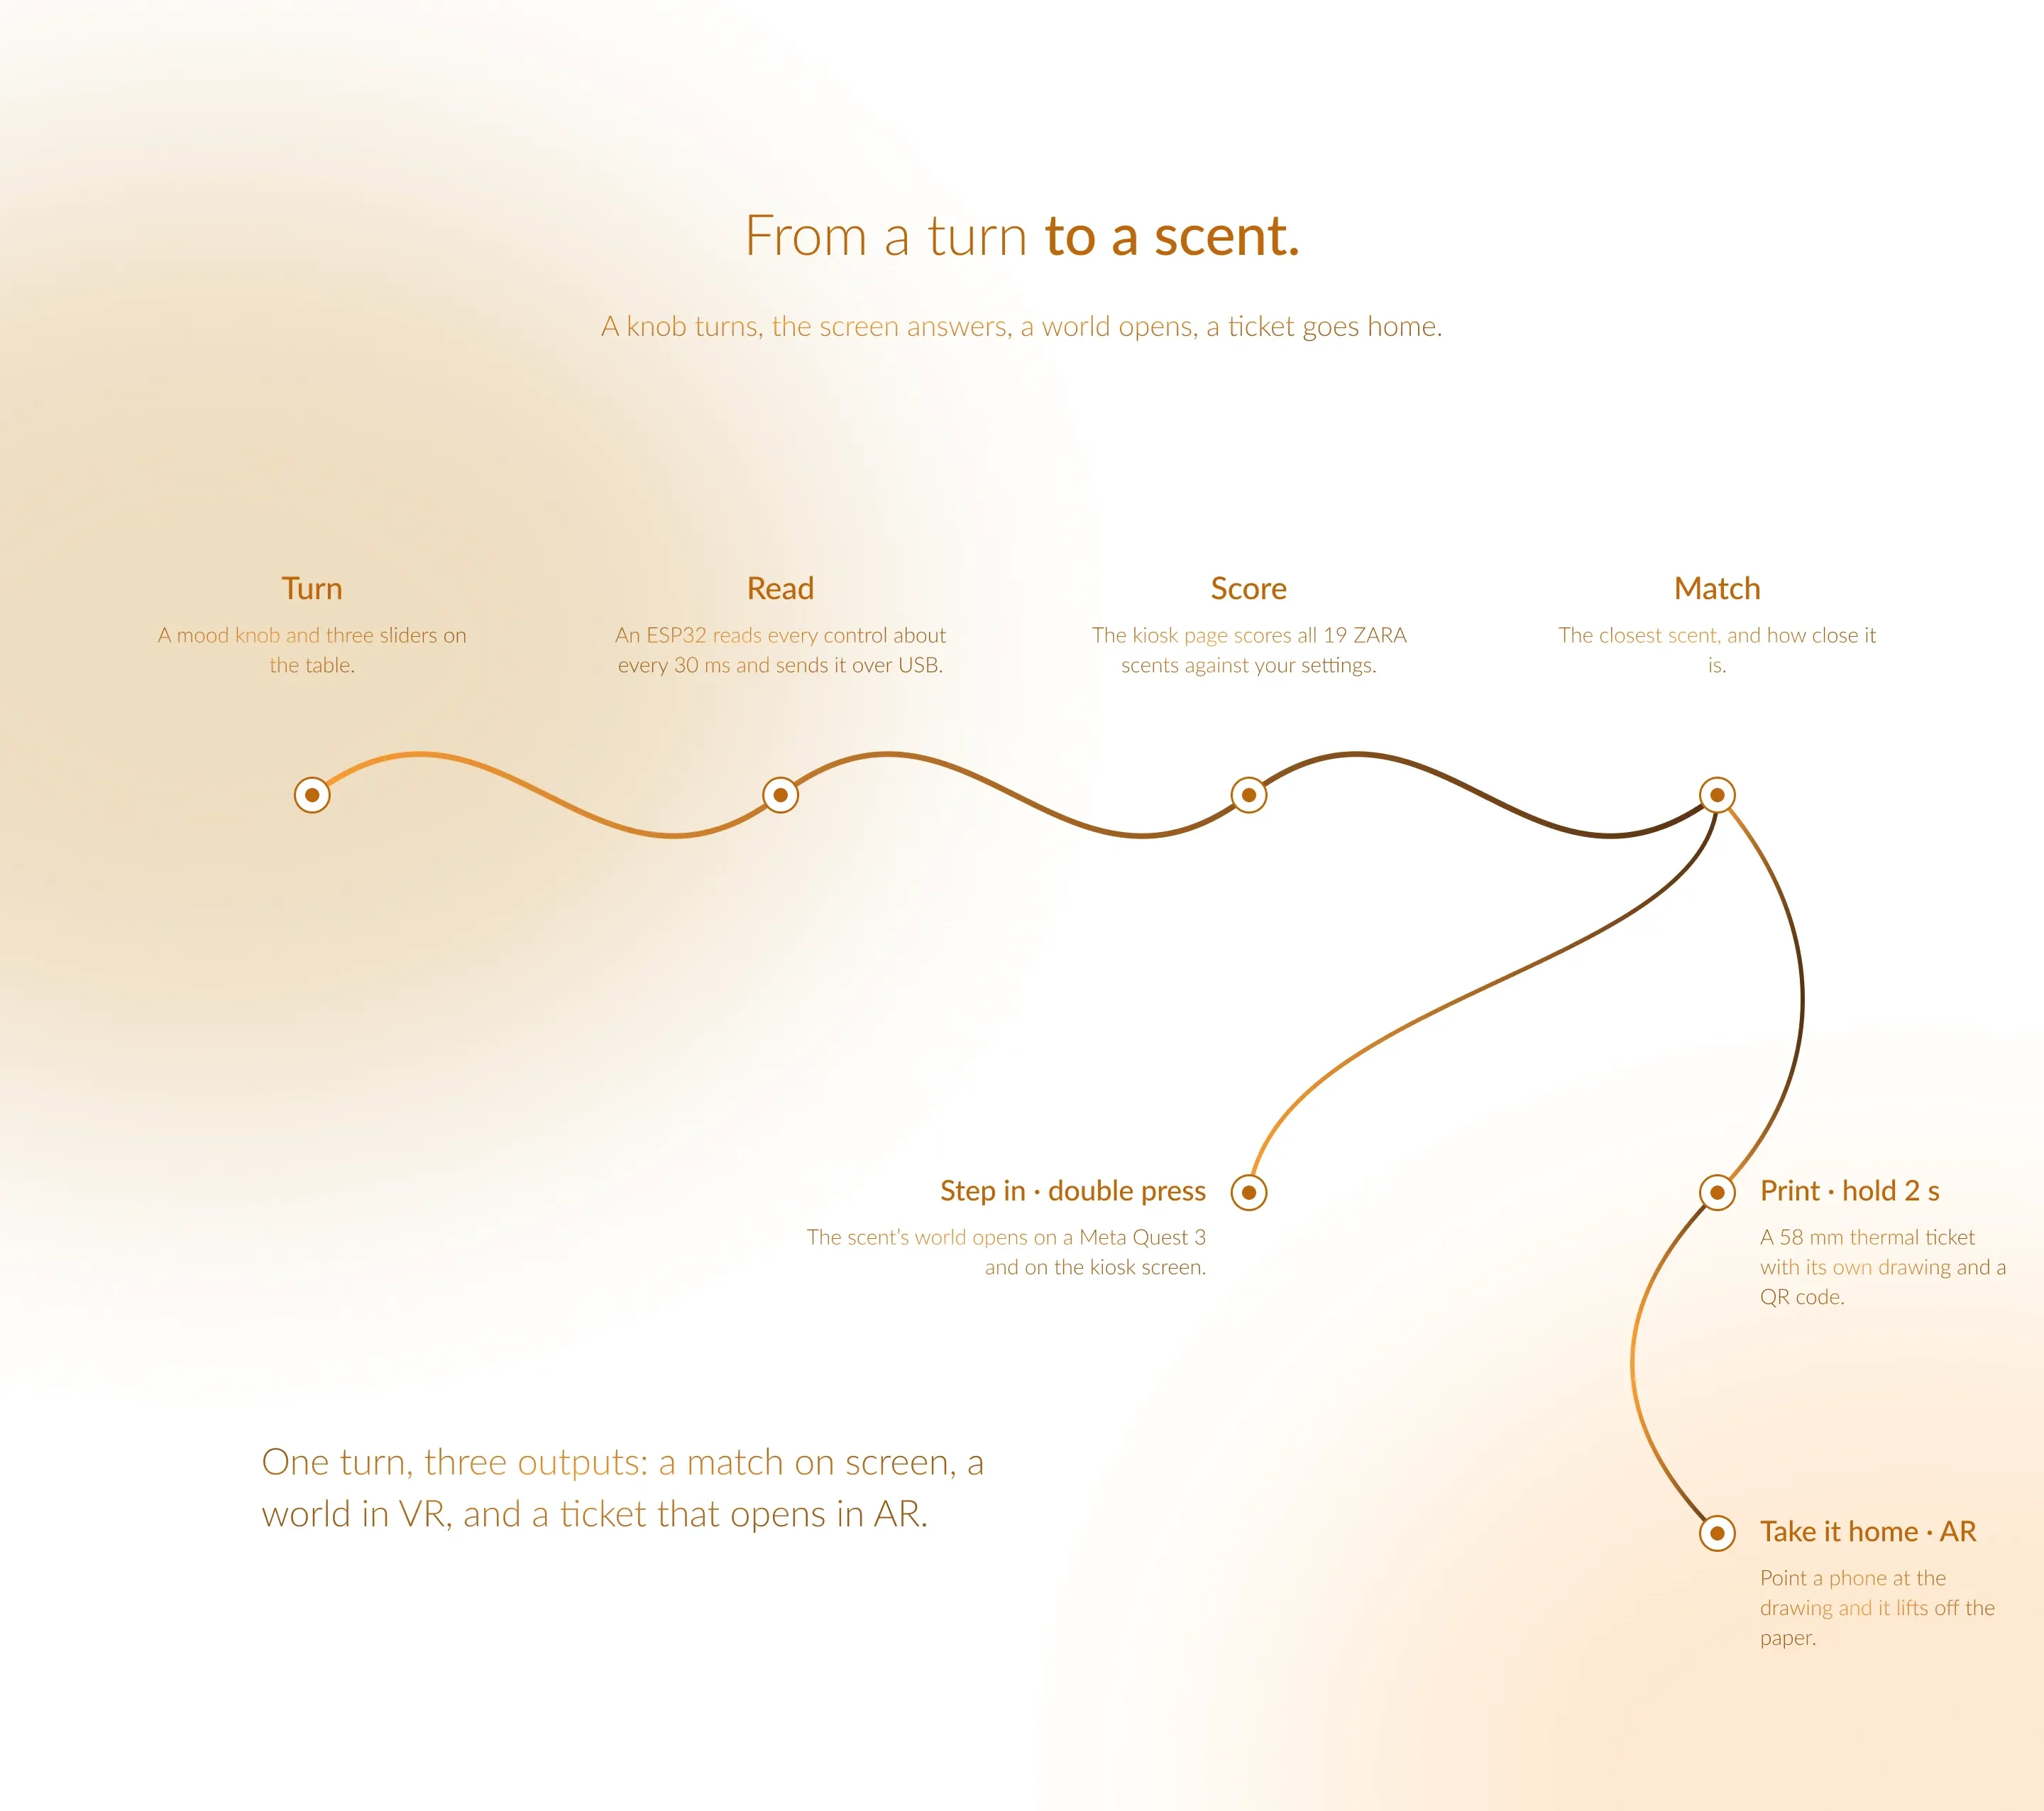 From a turn to a scent.
A knob turns, the screen answers, a world opens, a ticket goes home.
Turn
A mood knob and three sliders on
the table.
Read
An ESP32 reads every control about
every 30 ms and sends it over USB.
Score
The kiosk page scores all 19 ZARA
scents against your settings.
Match
The closest scent, and how close it
is.
Step in · double press
The scent's world opens on a Meta Quest 3
and on the kiosk screen.
Print · hold 2 s
A 58 mm thermal ticket
with its own drawing and a
QR code.
One turn, three outputs: a match on screen, a
world in VR, and a ticket that opens in AR.
Take it home · AR
Point a phone at the
drawing and it lifts off the
paper.